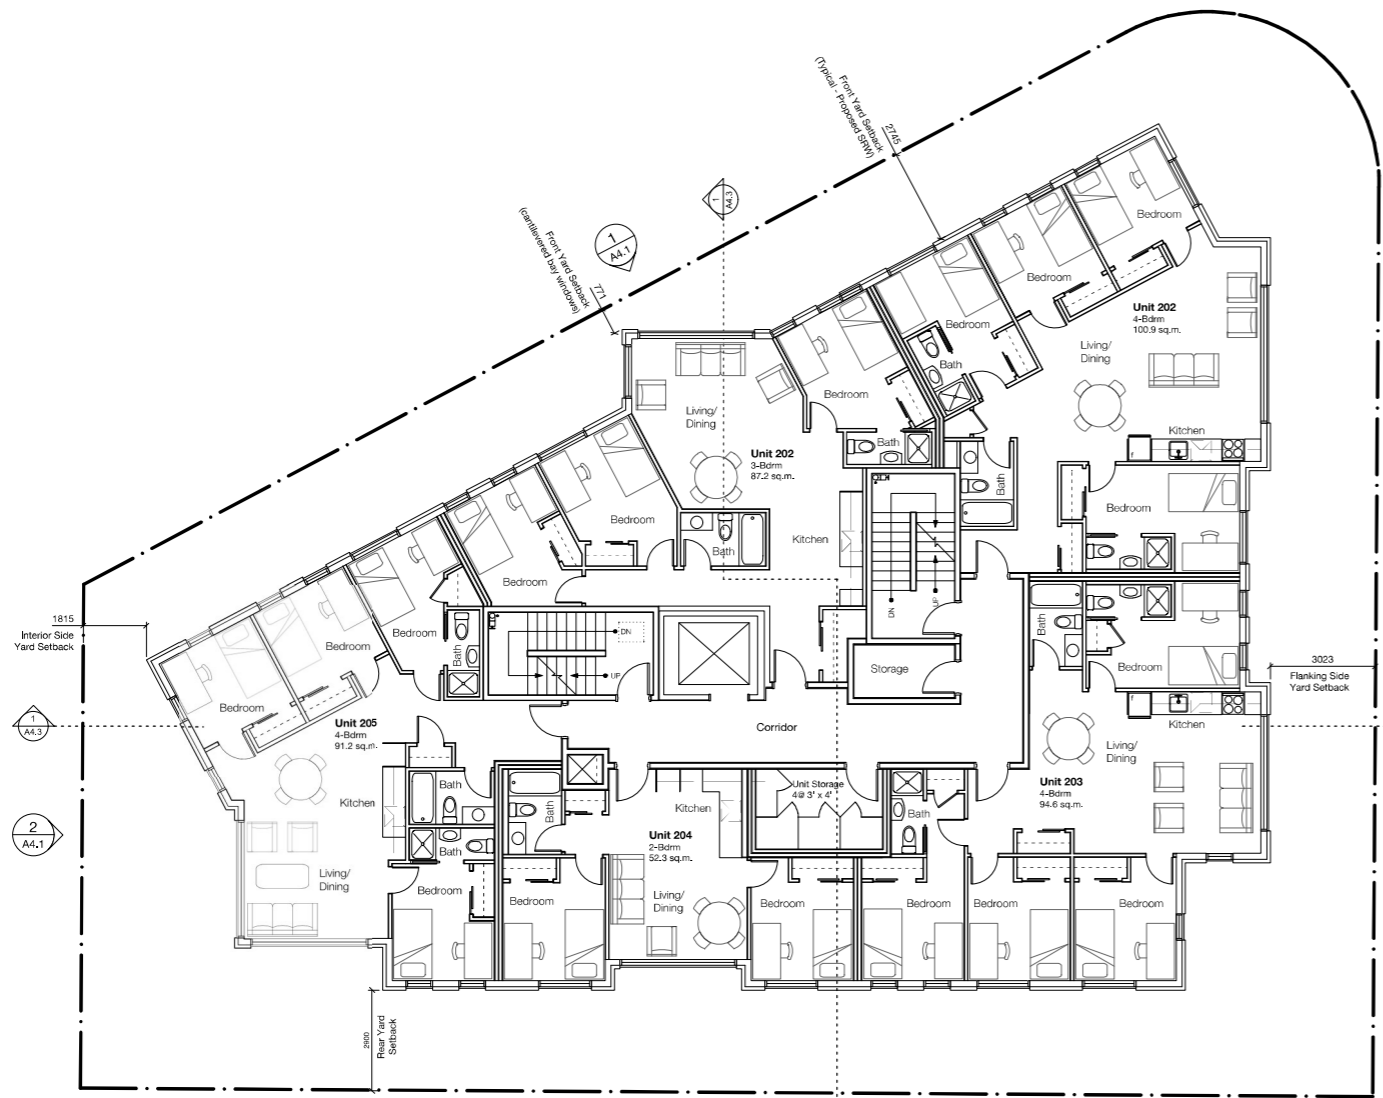 Front Yard Setback
(Typical - Proposed SRW)
2745
1
A4.3
Front Yard Setback
(cantilevered bay windows)
771
1
A4.1
Bedroom
Bedroom
Bedroom
Bedroom
Bath
Unit 202
4-Bdrm
100.9 sq.m.
Living/
Dining
Kitchen
f
Bath
Bath
Living/
Dining
Unit 202
3-Bdrm
87.2 sq.m.
Kitchen
Bath
Bedroom
Bedroom
Bedroom
DN
UP
DN
UP
Bedroom
Bath
Bedroom
Bedroom
1815
Interior Side
Yard Setback
Unit 205
4-Bdrm
91.2 sq.m.
1
A4.3
2
A4.1
Kitchen
Bath
Bath
Living/
Dining
Bedroom
Storage
Corridor
Bath
Bedroom
3023
Flanking Side
Yard Setback
f
Kitchen
Living/
Dining
Unit 203
4-Bdrm
94.6 sq.m.
Unit Storage
4@ 3' x 4'
Bath
Bath
Kitchen
Unit 204
2-Bdrm
52.3 sq.m.
Living/
Dining
Bedroom
Bedroom
Bedroom
Bedroom
Bedroom
2900
Rear Yard
Setback